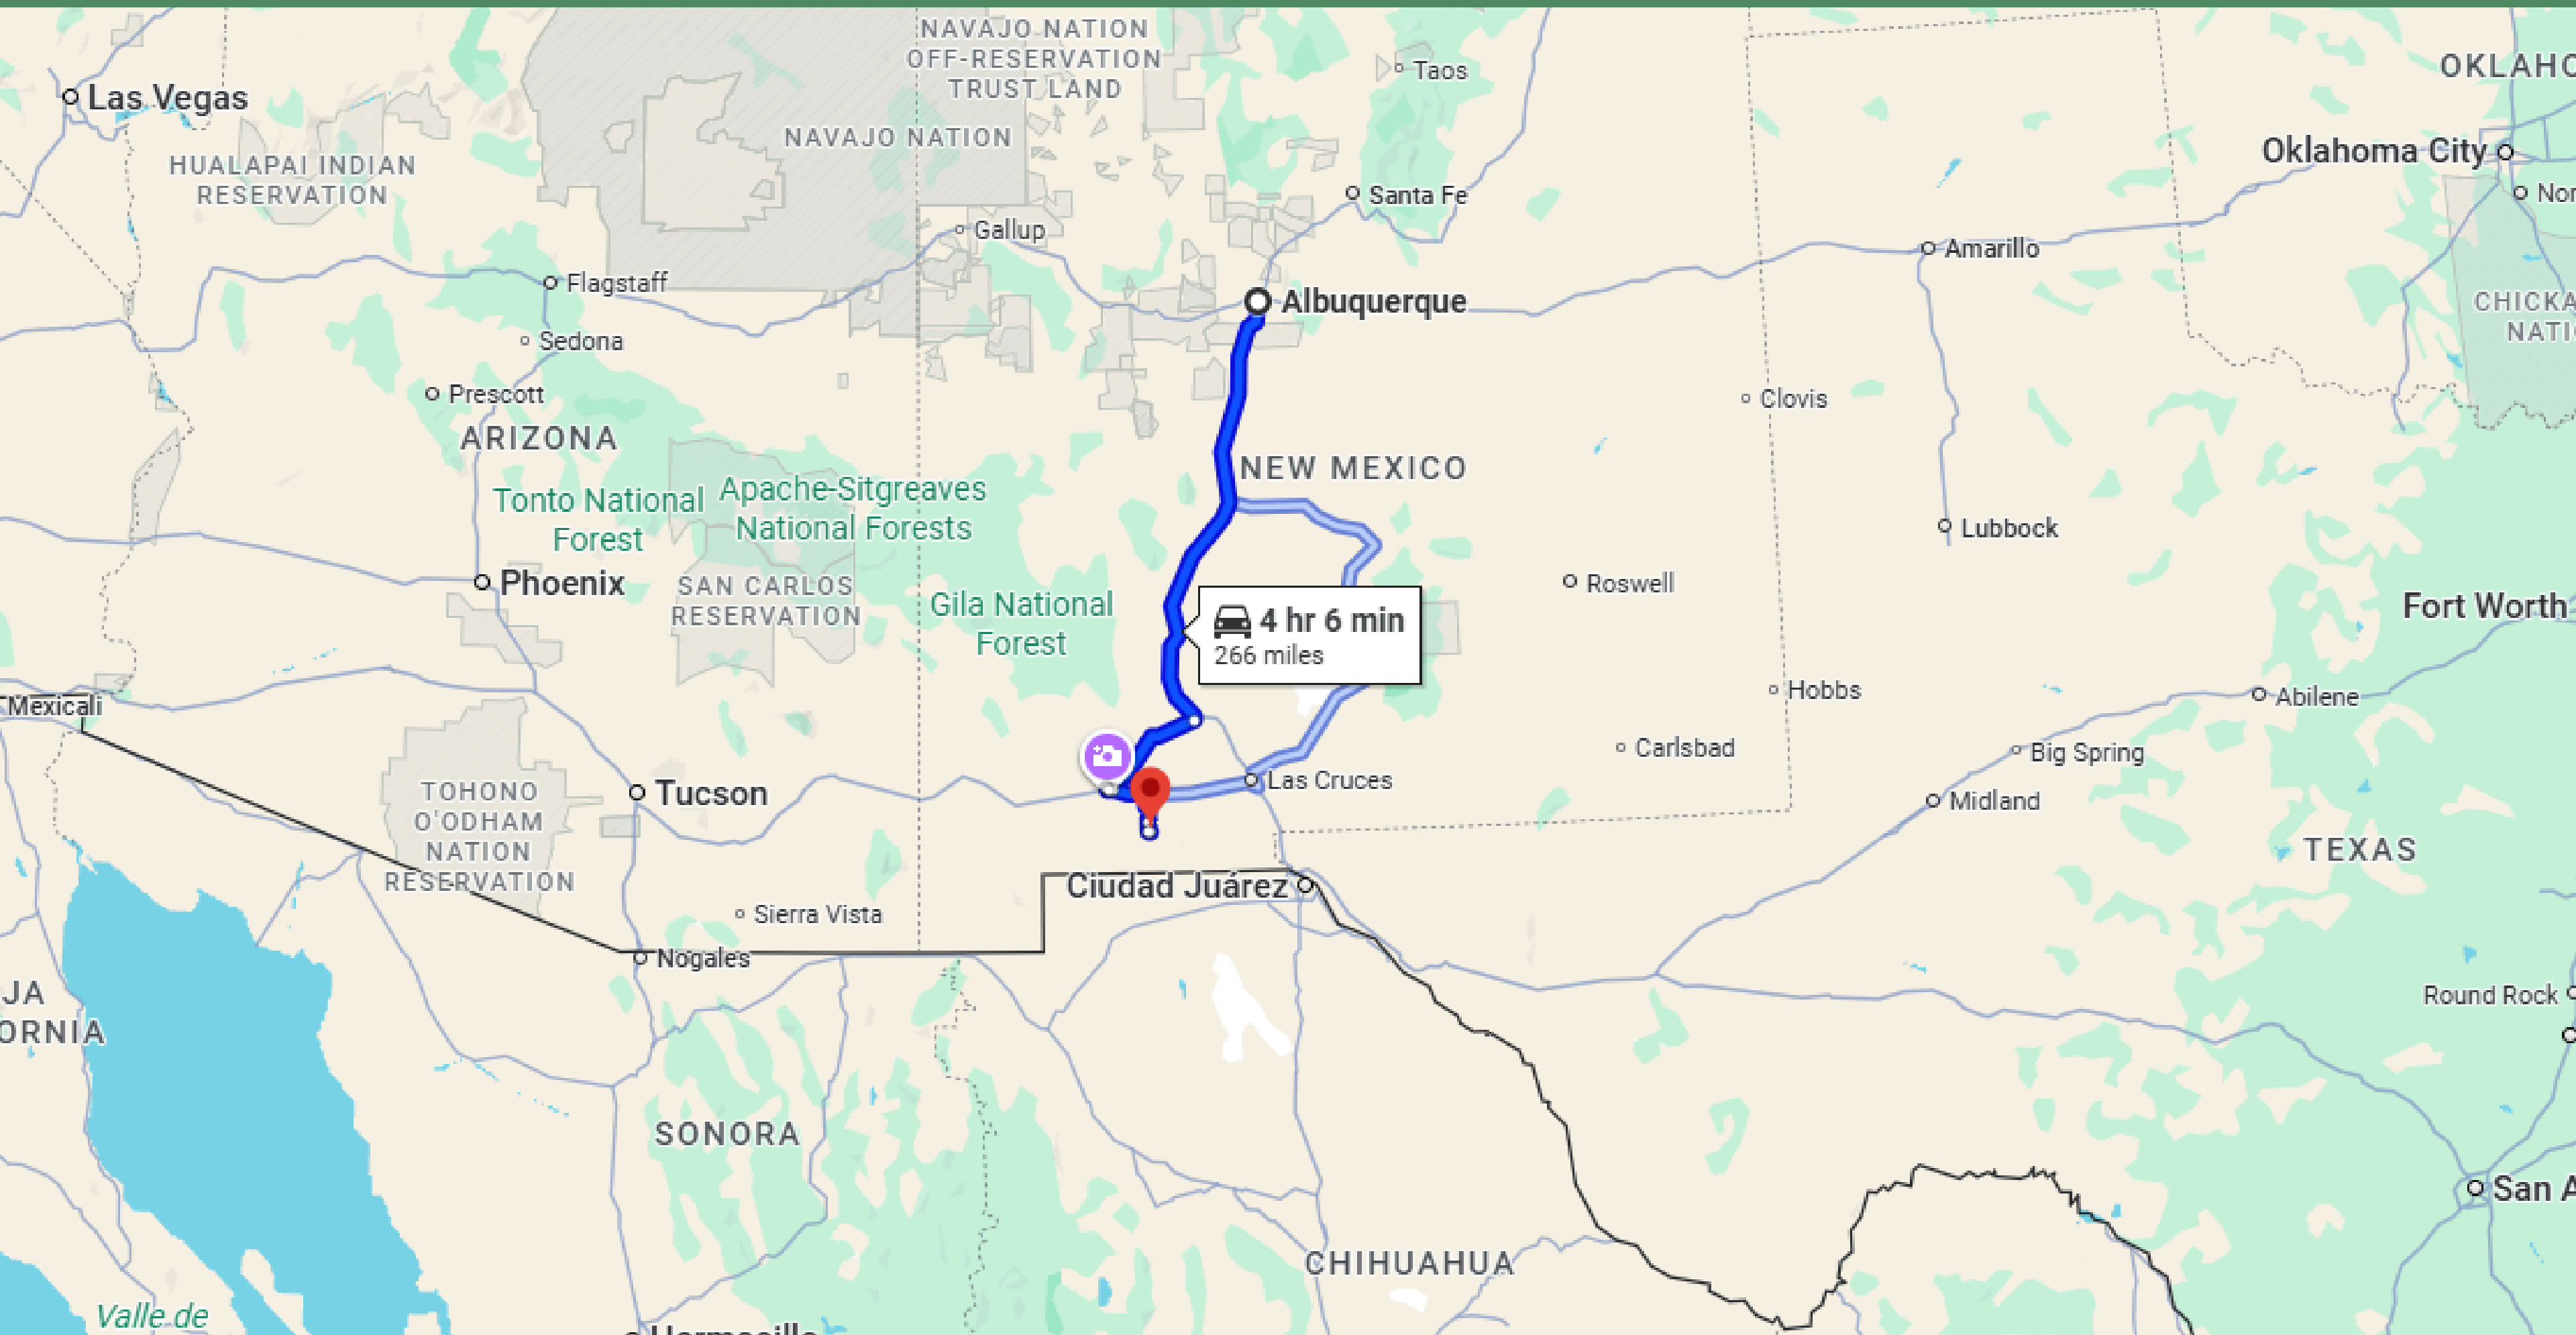 NAVAJO NATION
OFF-RESERVATION
TRUST LAND
Taos
OKLAHO
Las Vegas
NAVAJO NATION
HUALAPAI INDIAN
RESERVATION
Oklahoma City
Nor
Santa Fe
Gallup
Amarillo
Flagstaff
Albuquerque
CHICKA
NATI
Sedona
Prescott
Clovis
ARIZONA
NEW MEXICO
Tonto National
Forest
Apache-Sitgreaves
National Forests
Lubbock
Phoenix
SAN CARLOS
RESERVATION
Gila National
Forest
Roswell
Fort Worth
4 hr 6 min
266 miles
Mexicali
Hobbs
Abilene
Carlsbad
Big Spring
Las Cruces
Tucson
TOHONO
O'ODHAM
NATION
RESERVATION
Midland
TEXAS
Ciudad Juárez
Sierra Vista
Nogales
JA
ORNIA
Round Rock
SONORA
San A
CHIHUAHUA
Valle de